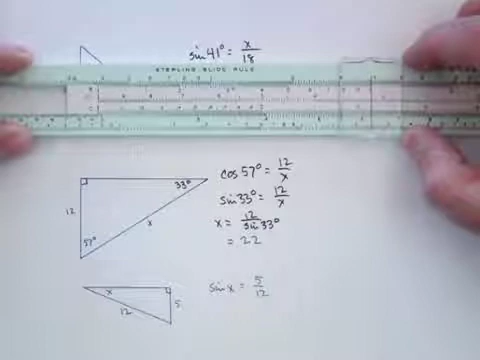 sin 41° = x/18
STERLING SLIDE RULE
33°
12
57°
x
cos 57° = 12/x
sin 33° = 12/x
x = 12/sin 33°
= 22
x
12
5
sin x = 5/12